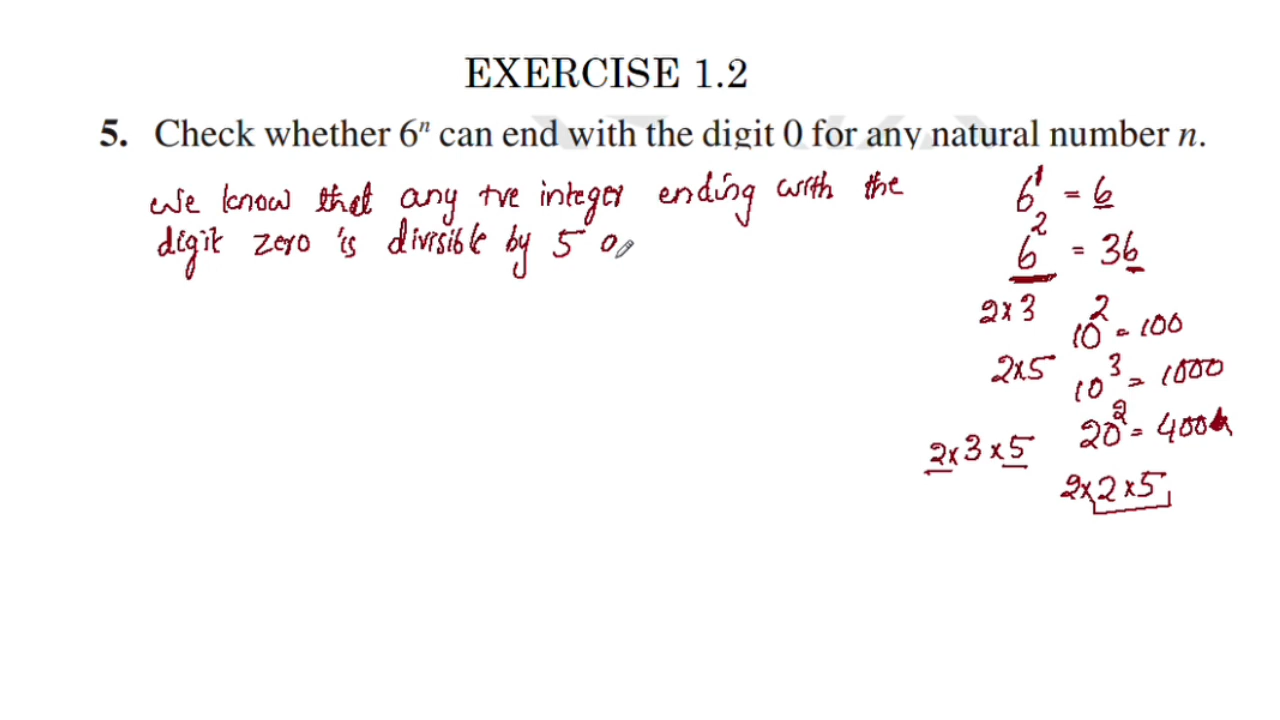 EXERCISE 1.2
5. Check whether 6ⁿ can end with the digit 0 for any natural number n.
we know that any +ve integer ending with the
digit zero is divisible by 5
6¹ = 6
6² = 36
2x3
10² = 100
2x5
10³ = 1000
20² = 400
2x3x5
2x2x5